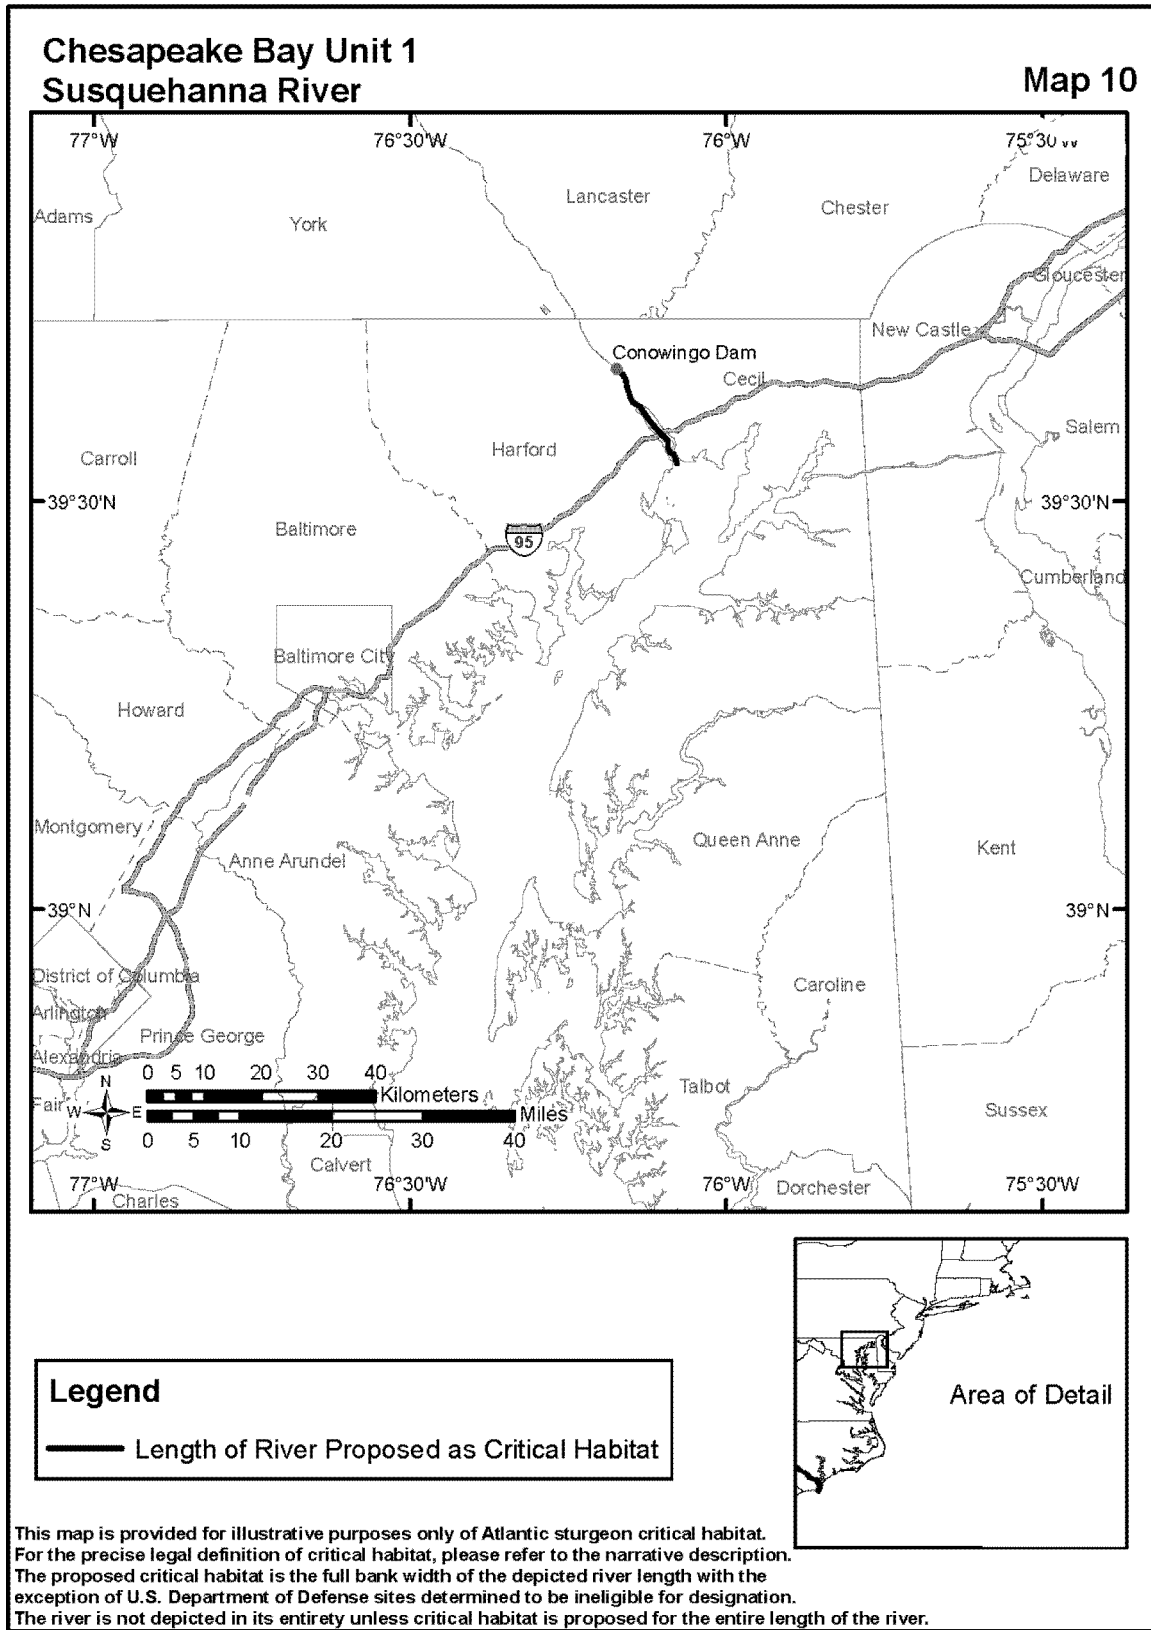 Chesapeake Bay Unit 1
Susquehanna River
Map 10
77°W 76°30'W 76°W 75°30'W
Delaware
Lancaster
Chester
Adams
York
Gloucester
New Castle
Conowingo Dam
Cecil
Salem
Harford
Carroll
39°30'N 39°30'N
Baltimore
95
Cumberland
Baltimore City
Howard
Montgomery
Queen Anne
Kent
Anne Arundel
39°N 39°N
District of Columbia
Caroline
Arlington
Prince George
Alexandria
N
0 5 10 20 30 40
Kilometers
Talbot
Fair
W E
Miles
Sussex
S
0 5 10 20 30 40
Calvert
77°W 76°30'W 76°W 75°30'W
Dorchester
Charles
Legend
Length of River Proposed as Critical Habitat
Area of Detail
This map is provided for illustrative purposes only of Atlantic sturgeon critical habitat.
For the precise legal definition of critical habitat, please refer to the narrative description.
The proposed critical habitat is the full bank width of the depicted river length with the
exception of U.S. Department of Defense sites determined to be ineligible for designation.
The river is not depicted in its entirety unless critical habitat is proposed for the entire length of the river.